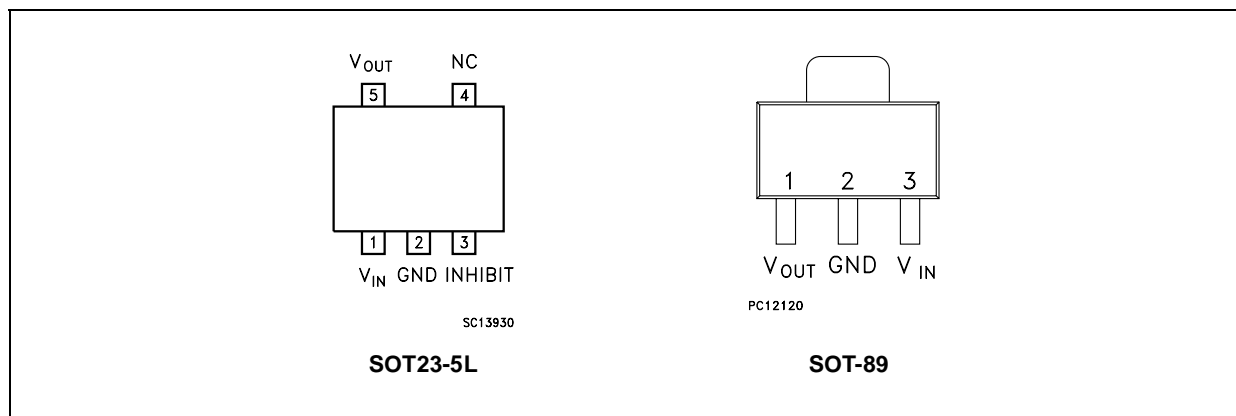 VOUT NC
5 4
1 2 3
VIN GND INHIBIT
SC13930
SOT23-5L
1 2 3
VOUT GND VIN
PC12120
SOT-89